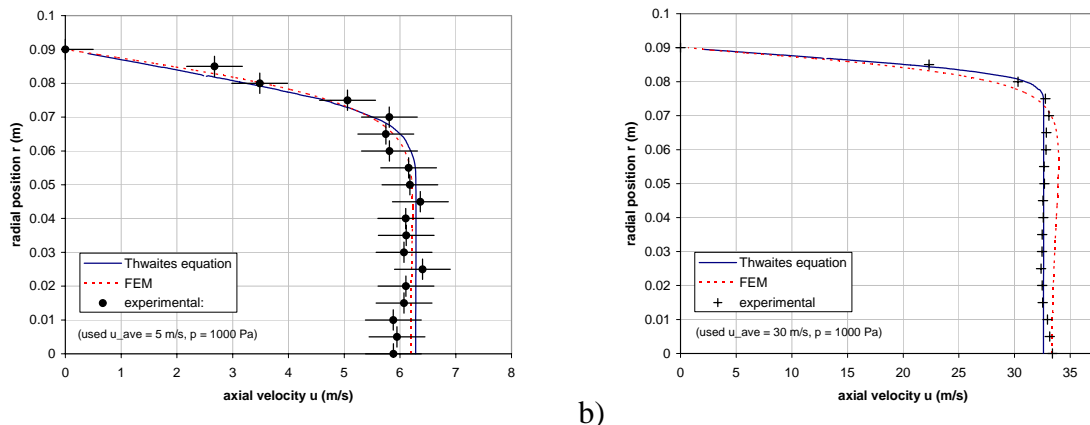 0.1
0.09
0.08
0.07
0.06
0.05
0.04
0.03
0.02
0.01
0
radial position r (m)
Thwaites equation
FEM
experimental:
(used u_ave = 5 m/s, p = 1000 Pa)
0 1 2 3 4 5 6 7 8
axial velocity u (m/s)
b)
0.1
0.09
0.08
0.07
0.06
0.05
0.04
0.03
0.02
0.01
0
radial position r (m)
Thwaites equation
FEM
experimental
(used u_ave = 30 m/s, p = 1000 Pa)
0 5 10 15 20 25 30 35
axial velocity u (m/s)